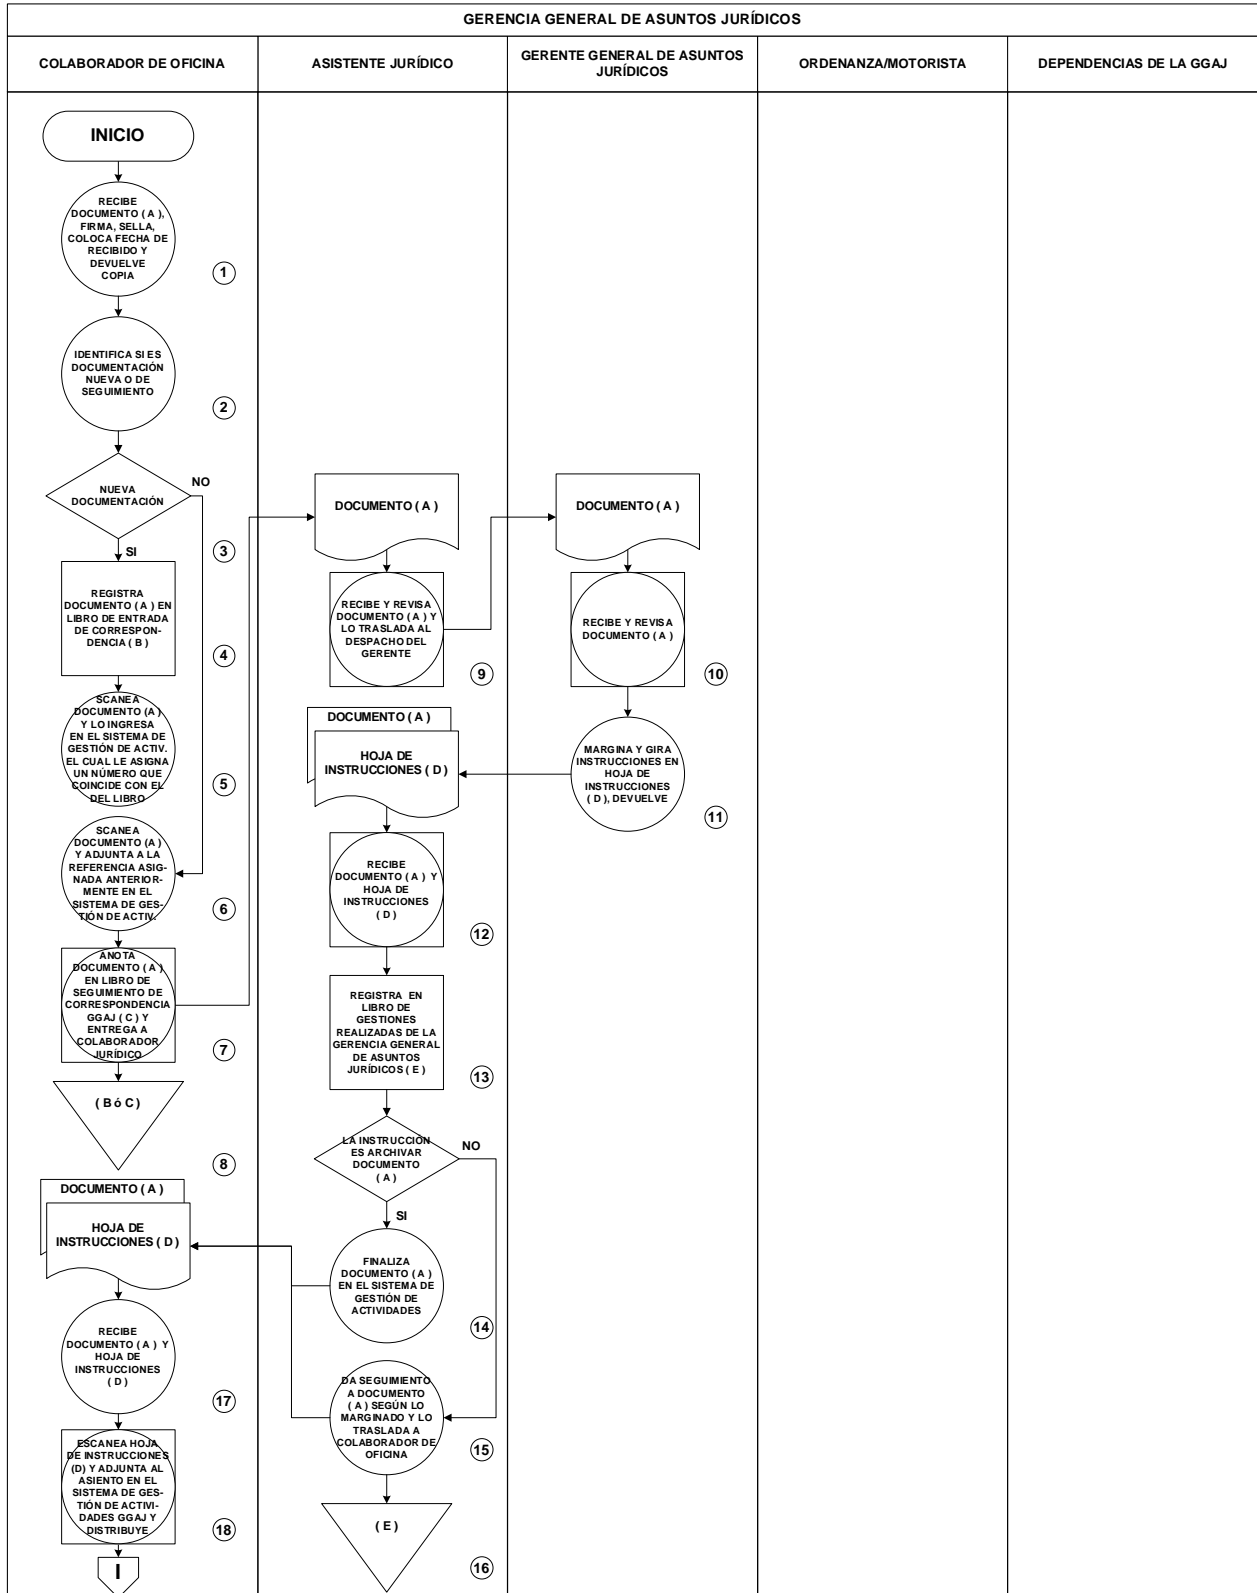 GERENCIA GENERAL DE ASUNTOS JURÍDICOS
COLABORADOR DE OFICINA
ASISTENTE JURÍDICO
GERENTE GENERAL DE ASUNTOS
JURÍDICOS
ORDENANZA/MOTORISTA
DEPENDENCIAS DE LA GGAJ
INICIO
RECIBE
DOCUMENTO ( A ),
FIRMA, SELLA,
COLOCA FECHA DE
RECIBIDO Y
DEVUELVE
COPIA
1
IDENTIFICA SI ES
DOCUMENTACIÓN
NUEVA O DE
SEGUIMIENTO
2
NUEVA
DOCUMENTACIÓN
NO
SI
3
REGISTRA
DOCUMENTO ( A ) EN
LIBRO DE ENTRADA
DE CORRESPON-
DENCIA ( B )
4
SCANEA
DOCUMENTO (A)
Y LO INGRESA
EN EL SISTEMA DE
GESTIÓN DE ACTIV.
EL CUAL LE ASIGNA
UN NÚMERO QUE
COINCIDE CON EL
DEL LIBRO
5
SCANEA
DOCUMENTO (A)
Y ADJUNTA A LA
REFERENCIA ASIG-
NADA ANTERIOR-
MENTE EN EL
SISTEMA DE GES-
TIÓN DE ACTIV.
6
ANOTA
DOCUMENTO ( A )
EN LIBRO DE
SEGUIMIENTO DE
CORRESPONDENCIA
GGAJ ( C ) Y
ENTREGA A
COLABORADOR
JURÍDICO
7
( B ó C )
8
DOCUMENTO ( A )
RECIBE Y REVISA
DOCUMENTO ( A ) Y
LO TRASLADA AL
DESPACHO DEL
GERENTE
9
DOCUMENTO ( A )
RECIBE Y REVISA
DOCUMENTO ( A )
10
MARGINA Y GIRA
INSTRUCCIONES EN
HOJA DE
INSTRUCCIONES
( D ), DEVUELVE
11
DOCUMENTO ( A )
HOJA DE
INSTRUCCIONES ( D )
RECIBE
DOCUMENTO ( A ) Y
HOJA DE
INSTRUCCIONES
( D )
12
REGISTRA EN
LIBRO DE
GESTIONES
REALIZADAS DE LA
GERENCIA GENERAL
DE ASUNTOS
JURÍDICOS ( E )
13
LA INSTRUCCIÓN
ES ARCHIVAR
DOCUMENTO
( A )
NO
SI
FINALIZA
DOCUMENTO ( A )
EN EL SISTEMA DE
GESTIÓN DE
ACTIVIDADES
14
DA SEGUIMIENTO
A DOCUMENTO
( A ) SEGÚN LO
MARGINADO Y LO
TRASLADA A
COLABORADOR DE
OFICINA
15
( E )
16
DOCUMENTO ( A )
HOJA DE
INSTRUCCIONES ( D )
RECIBE
DOCUMENTO ( A ) Y
HOJA DE
INSTRUCCIONES
( D )
17
ESCANEA HOJA
DE INSTRUCCIONES
(D) Y ADJUNTA AL
ASIENTO EN EL
SISTEMA DE GES-
TIÓN DE ACTIVI-
DADES GGAJ Y
DISTRIBUYE
18
I